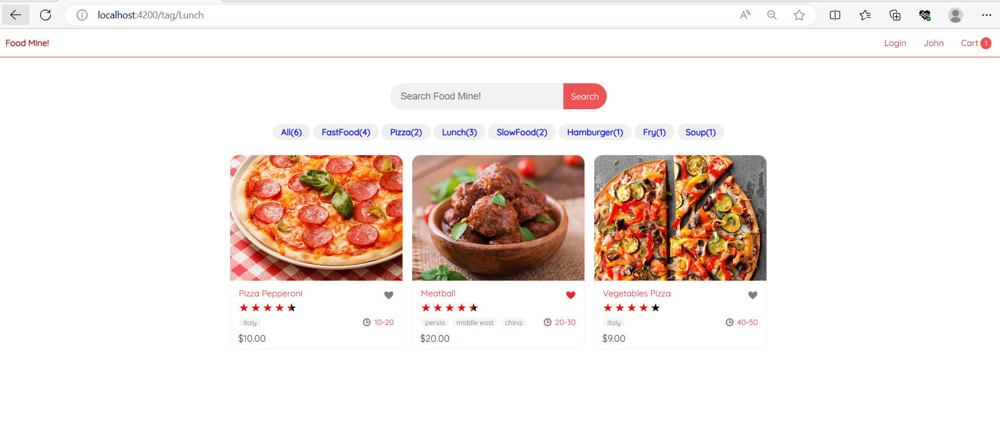 localhost:4200/tag/Lunch
Food Mine!
Login John Cart 1
Search Food Mine! Search
All(6) FastFood(4) Pizza(2) Lunch(3) SlowFood(2) Hamburger(1) Fry(1) Soup(1)
Pizza Pepperoni
italy 10-20
$10.00
Meatball
persia middle east china 20-30
$20.00
Vegetables Pizza
italy 40-50
$9.00